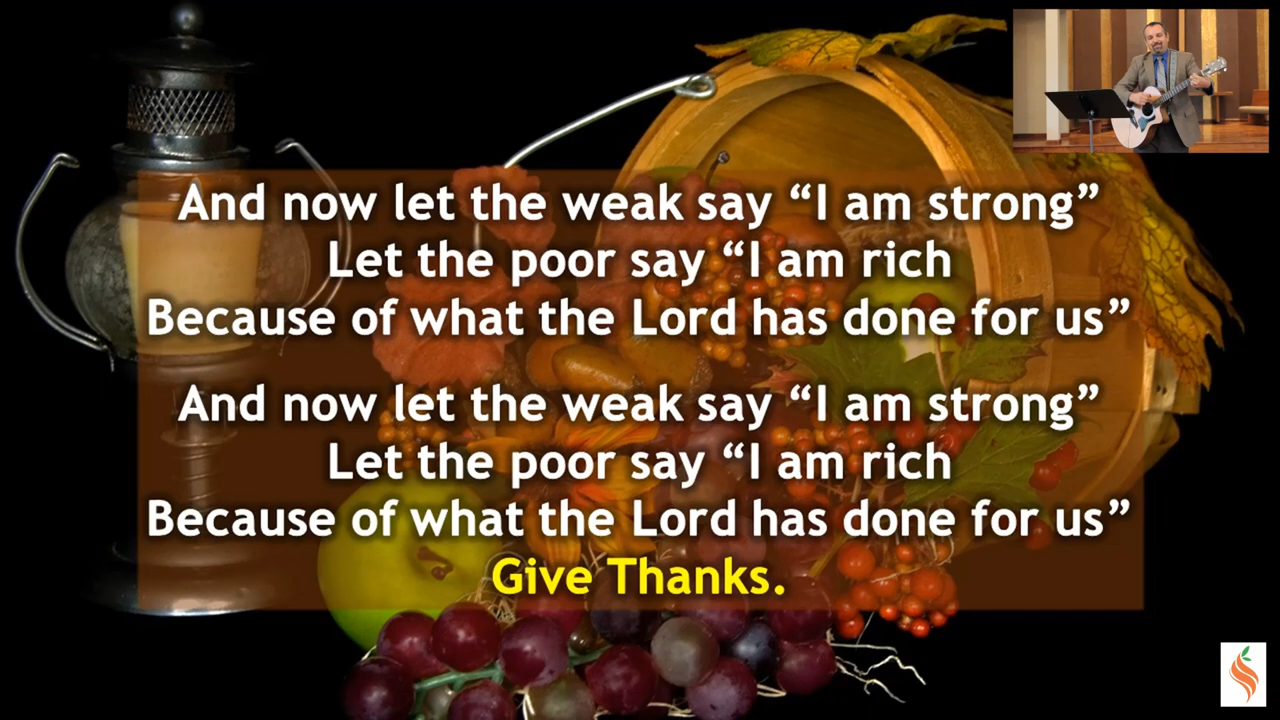 And now let the weak say “I am strong”
Let the poor say “I am rich
Because of what the Lord has done for us”
And now let the weak say “I am strong”
Let the poor say “I am rich
Because of what the Lord has done for us”
Give Thanks.